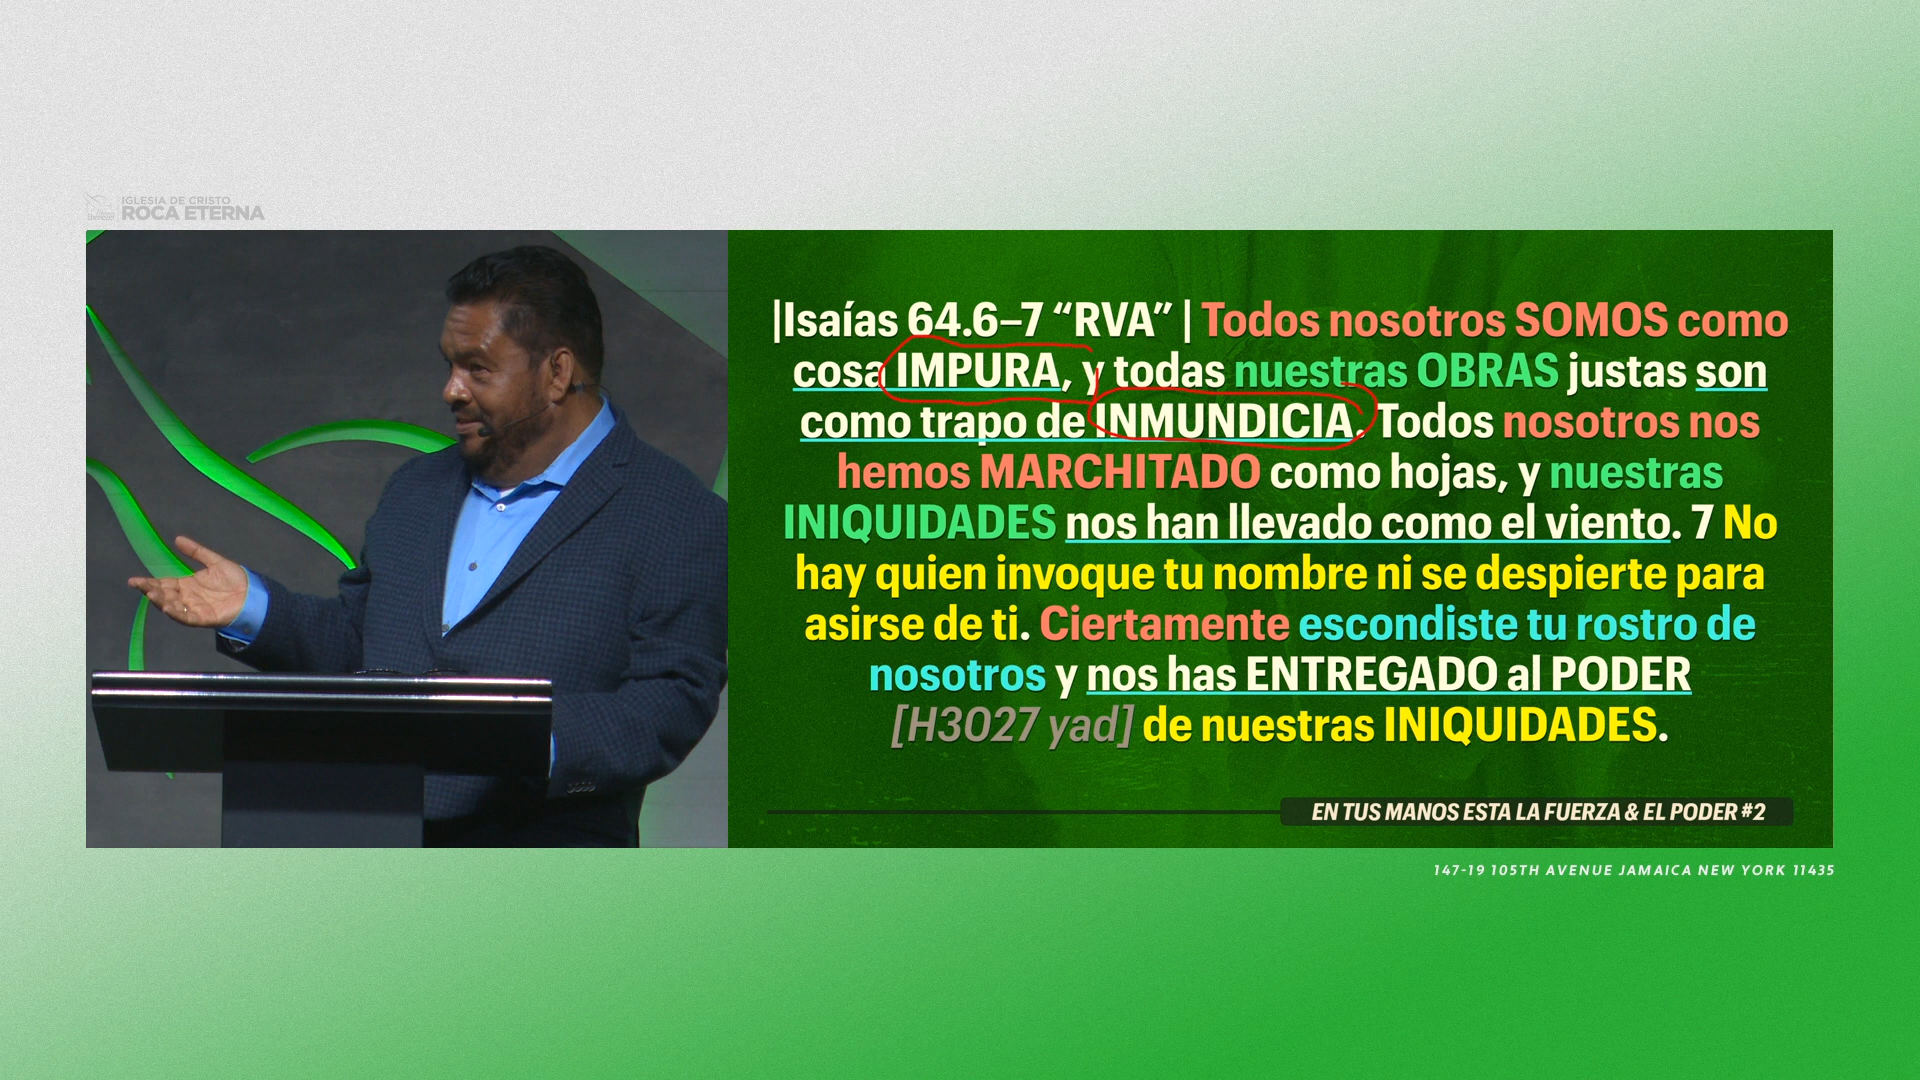 IGLESIA DE CRISTO
ROCA ETERNA
|Isaías 64.6–7 “RVA” | Todos nosotros SOMOS como
cosa IMPURA, y todas nuestras OBRAS justas son
como trapo de INMUNDICIA. Todos nosotros nos
hemos MARCHITADO como hojas, y nuestras
INIQUIDADES nos han llevado como el viento. 7 No
hay quien invoque tu nombre ni se despierte para
asirse de ti. Ciertamente escondiste tu rostro de
nosotros y nos has ENTREGADO al PODER
[H3027 yad] de nuestras INIQUIDADES.
EN TUS MANOS ESTA LA FUERZA & EL PODER #2
147-19 105TH AVENUE JAMAICA NEW YORK 11435